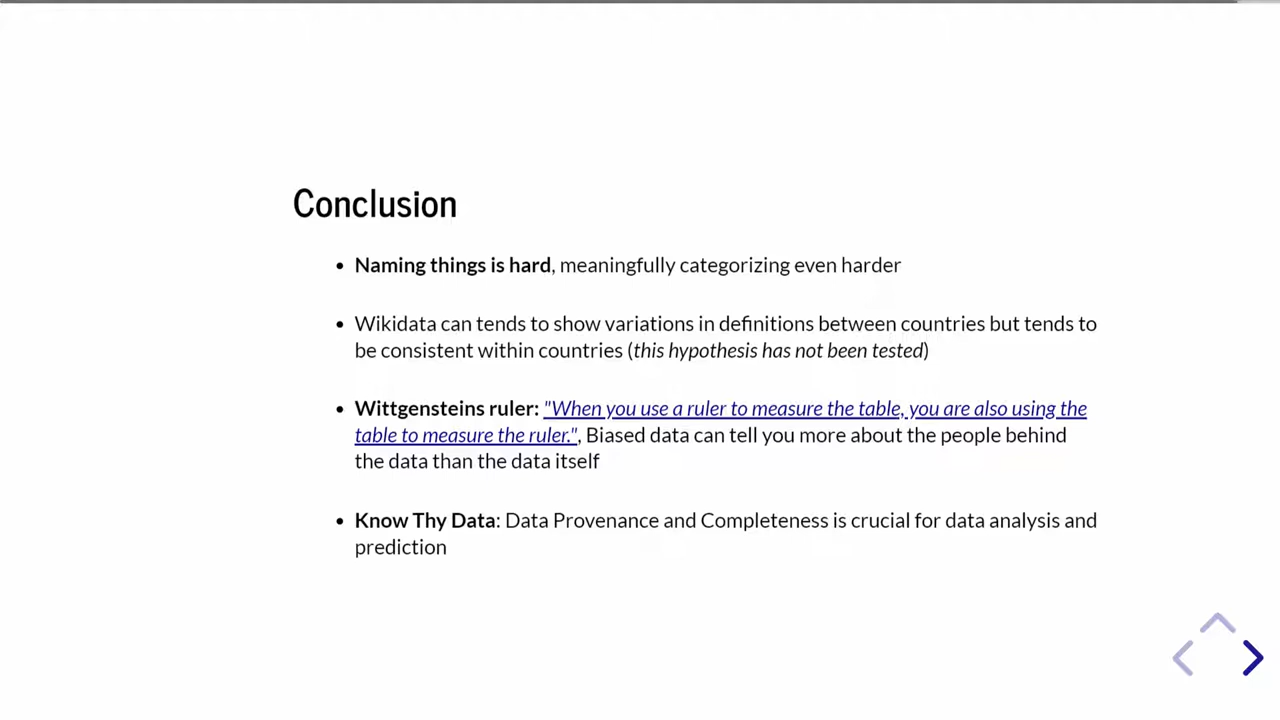 Conclusion
• Naming things is hard, meaningfully categorizing even harder
• Wikidata can tends to show variations in definitions between countries but tends to
be consistent within countries (this hypothesis has not been tested)
• Wittgensteins ruler: "When you use a ruler to measure the table, you are also using the
table to measure the ruler.", Biased data can tell you more about the people behind
the data than the data itself
• Know Thy Data: Data Provenance and Completeness is crucial for data analysis and
prediction